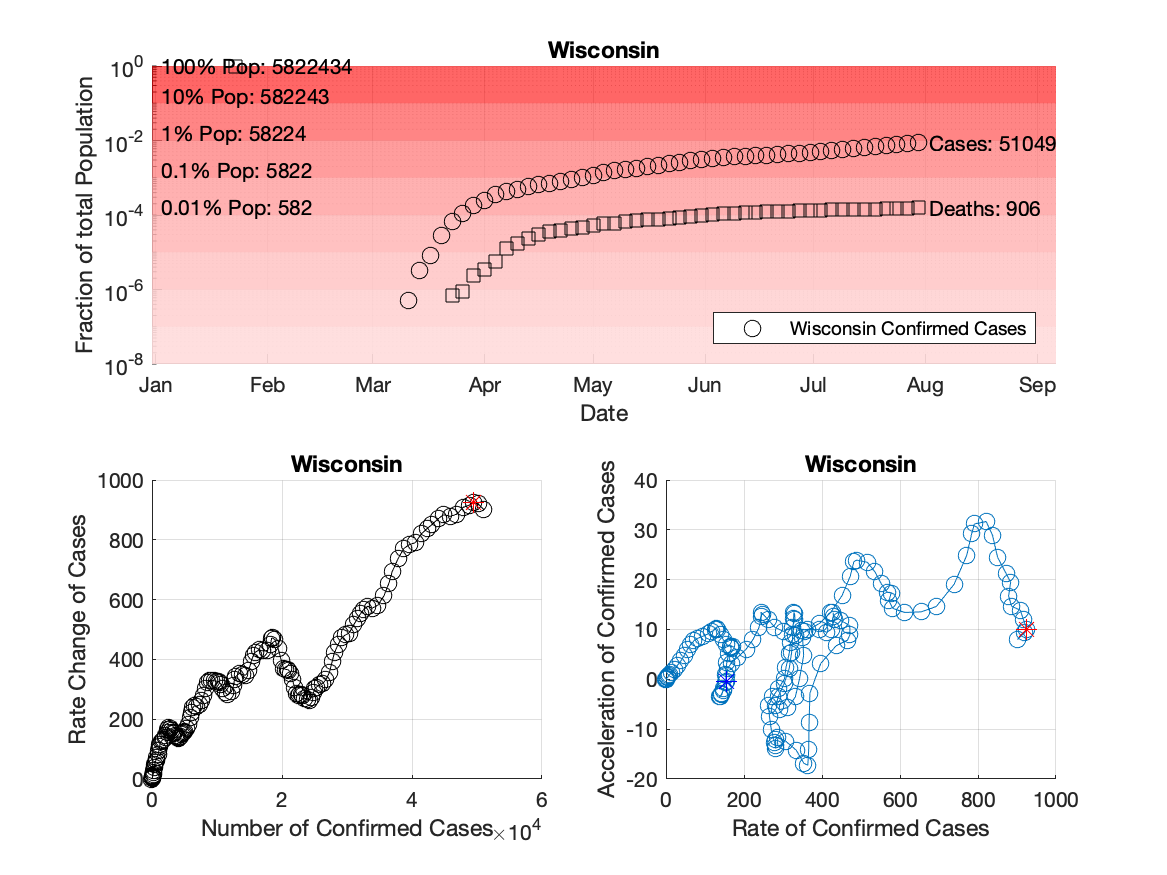 Wisconsin
Fraction of total Population
10^0
10^-2
10^-4
10^-6
10^-8
100% Pop: 5822434
10% Pop: 582243
1% Pop: 58224
0.1% Pop: 5822
0.01% Pop: 582
Cases: 51049
Deaths: 906
Wisconsin Confirmed Cases
Jan Feb Mar Apr May Jun Jul Aug Sep
Date
Wisconsin
Rate Change of Cases
1000
800
600
400
200
0
0 2 4 6
Number of Confirmed Cases ×10^4
Wisconsin
Acceleration of Confirmed Cases
40
30
20
10
0
-10
-20
0 200 400 600 800 1000
Rate of Confirmed Cases